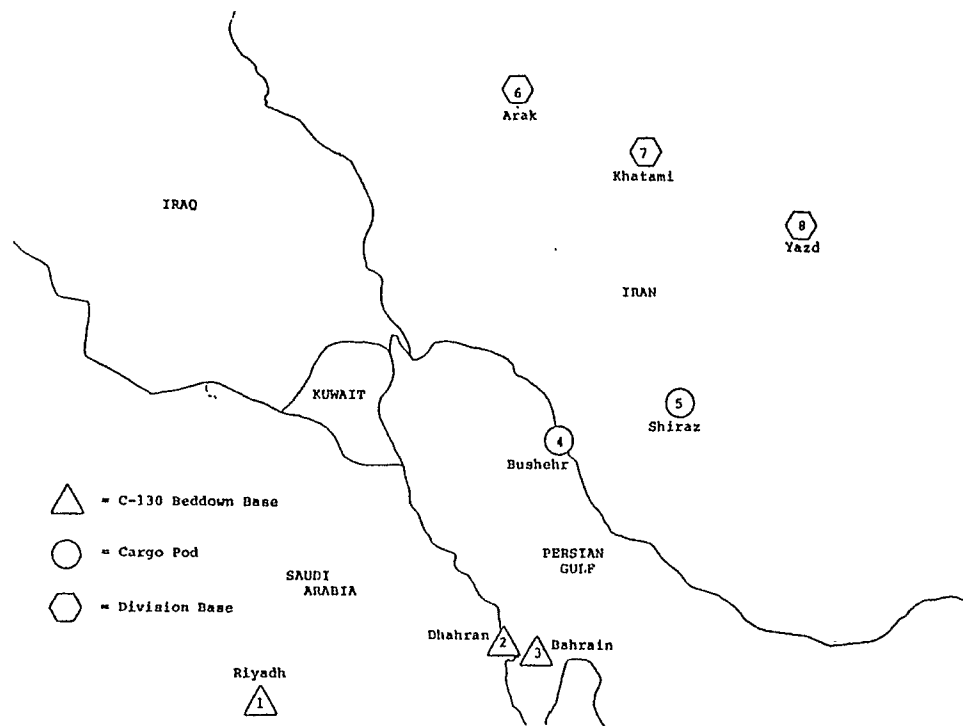 6
Arak
7
Khatami
IRAQ
8
Yazd
IRAN
KUWAIT
5
Shiraz
4
Bushehr
= C-130 Beddown Base
= Cargo Pod
PERSIAN
GULF
SAUDI
ARABIA
= Division Base
Dhahran 2
3 Bahrain
Riyadh
1